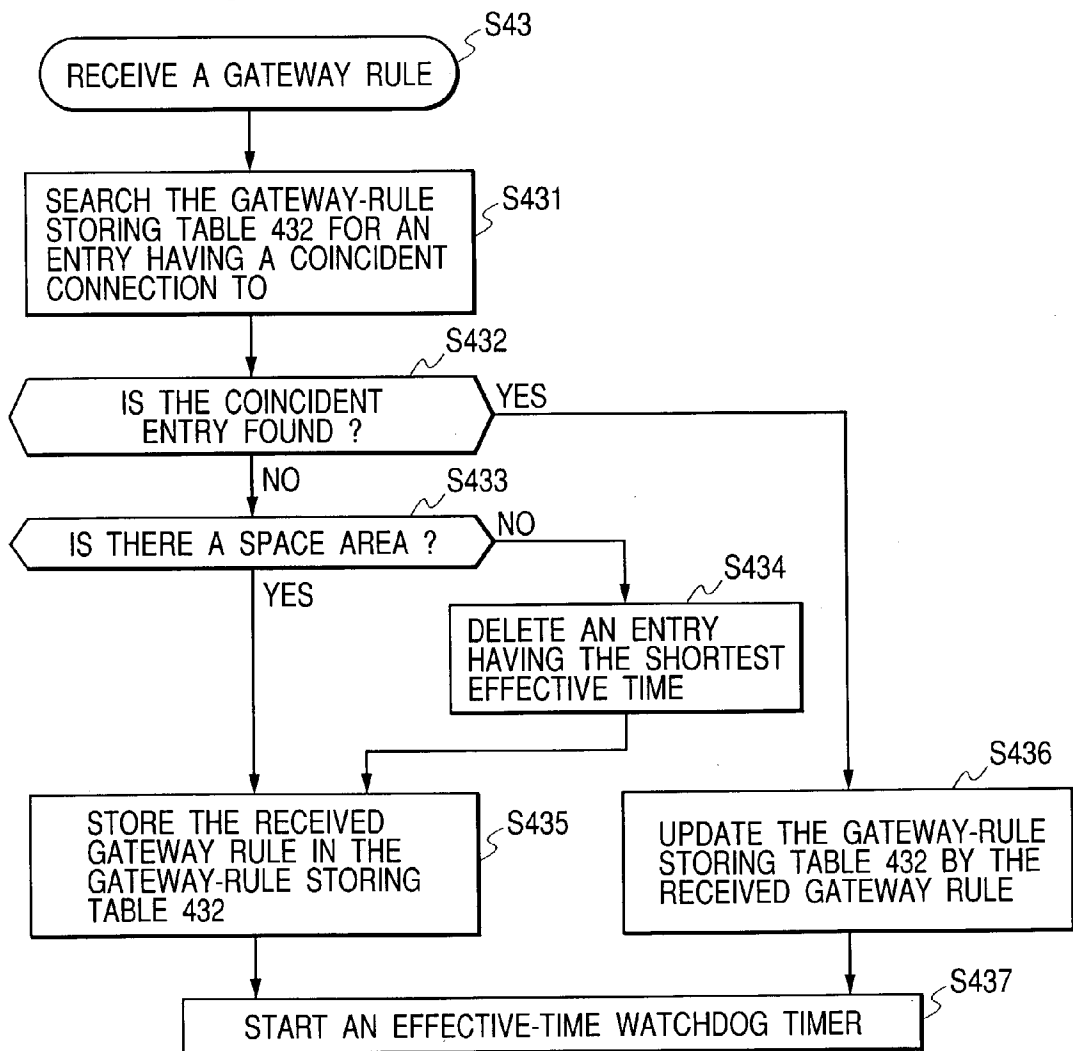 S43
RECEIVE A GATEWAY RULE
SEARCH THE GATEWAY-RULE
STORING TABLE 432 FOR AN
ENTRY HAVING A COINCIDENT
CONNECTION TO
S431
S432
IS THE COINCIDENT
ENTRY FOUND ?
YES
NO
S433
IS THERE A SPACE AREA ?
NO
YES
S434
DELETE AN ENTRY
HAVING THE SHORTEST
EFFECTIVE TIME
STORE THE RECEIVED
GATEWAY RULE IN THE
GATEWAY-RULE STORING
TABLE 432
S435
S436
UPDATE THE GATEWAY-RULE
STORING TABLE 432 BY THE
RECEIVED GATEWAY RULE
S437
START AN EFFECTIVE-TIME WATCHDOG TIMER